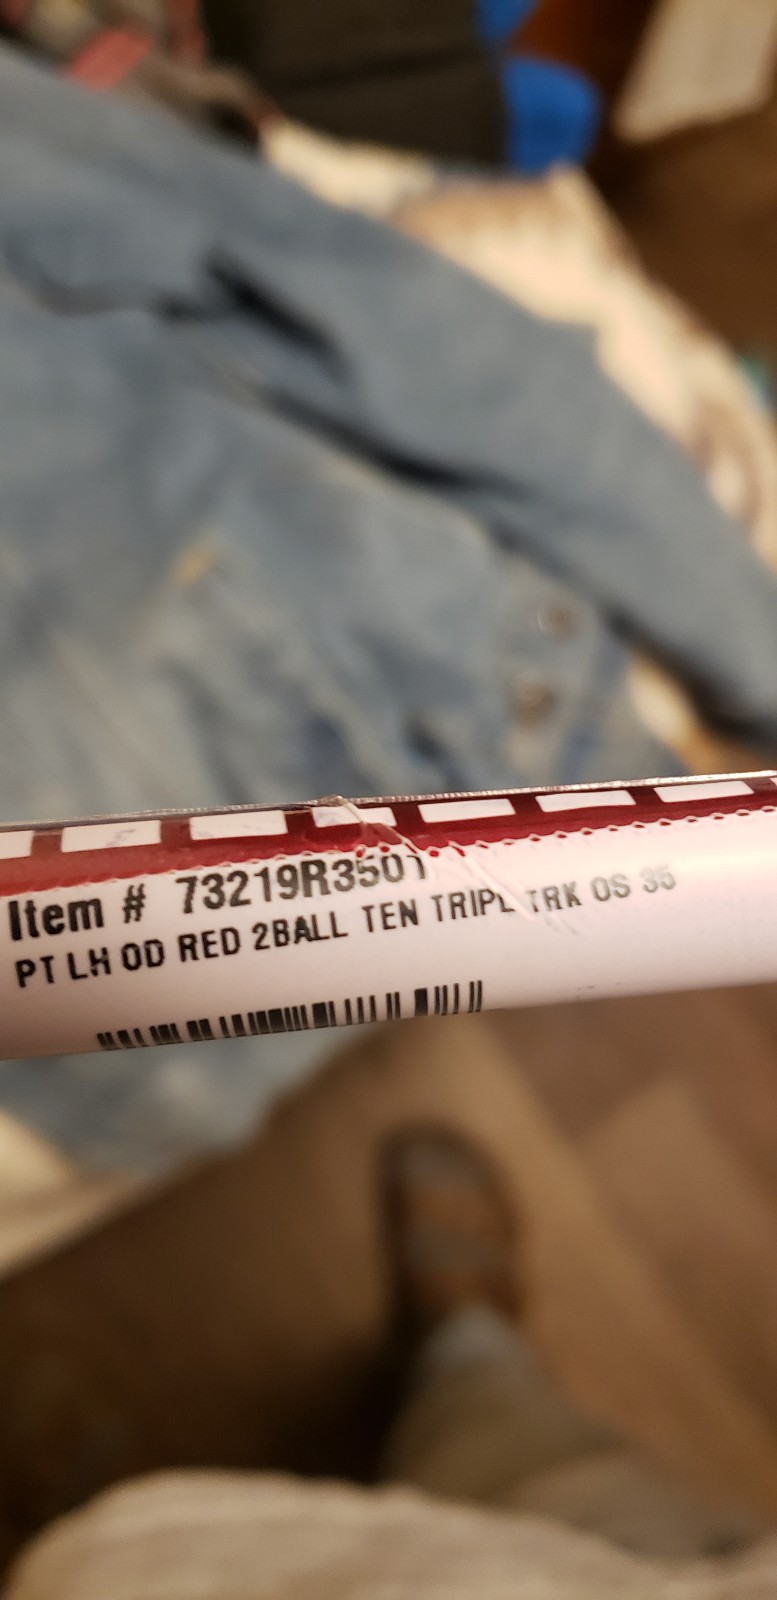 Item # 73219R3501
PT LH OD RED 2BALL TEN TRIPL TRK OS 35